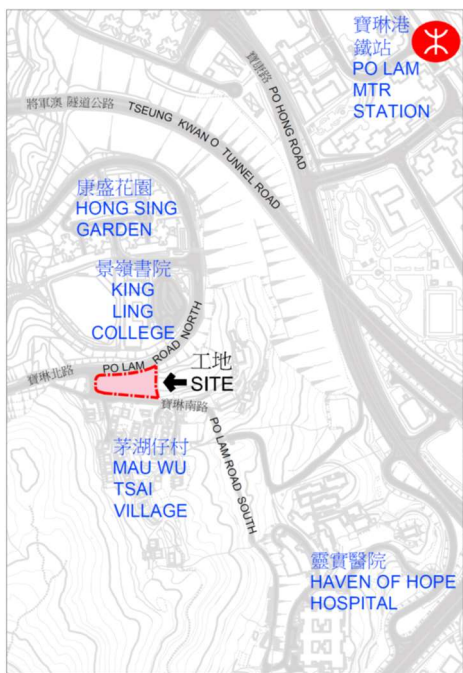 寶琳港
鐵站
PO LAM
MTR
STATION
寶康路 PO HONG ROAD
將軍澳 隧道公路 TSEUNG KWAN O TUNNEL ROAD
康盛花園
HONG SING
GARDEN
景嶺書院
KING
LING
COLLEGE
寶琳北路 PO LAM ROAD NORTH
工地
SITE
寶琳南路 PO LAM ROAD SOUTH
茅湖仔村
MAU WU
TSAI
VILLAGE
靈實醫院
HAVEN OF HOPE
HOSPITAL